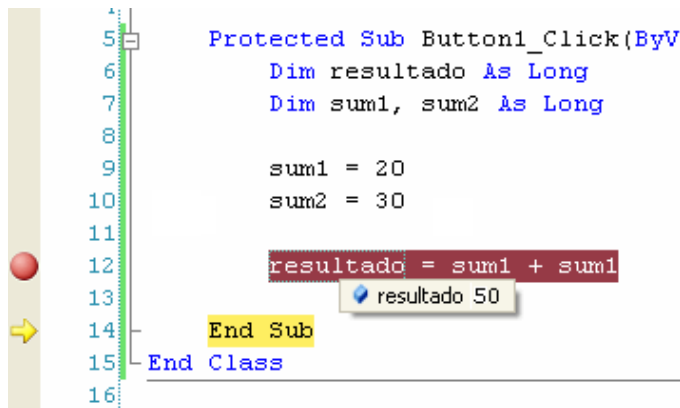 5 Protected Sub Button1_Click(ByV
6 Dim resultado As Long
7 Dim sum1, sum2 As Long
8
9 sum1 = 20
10 sum2 = 30
11
12 resultado = sum1 + sum1
13 resultado 50
14 End Sub
15 End Class
16